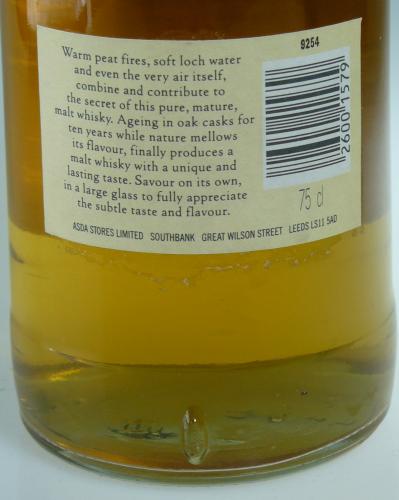 Warm peat fires, soft loch water
and even the very air itself,
combine and contribute to
the secret of this pure, mature,
malt whisky. Ageing in oak casks for
ten years while nature mellows
its flavour, finally produces a
malt whisky with a unique and
lasting taste. Savour on its own,
in a large glass to fully appreciate
the subtle taste and flavour.
9254
2600 1579
75 cl
ASDA STORES LIMITED SOUTHBANK GREAT WILSON STREET LEEDS LS11 5AD